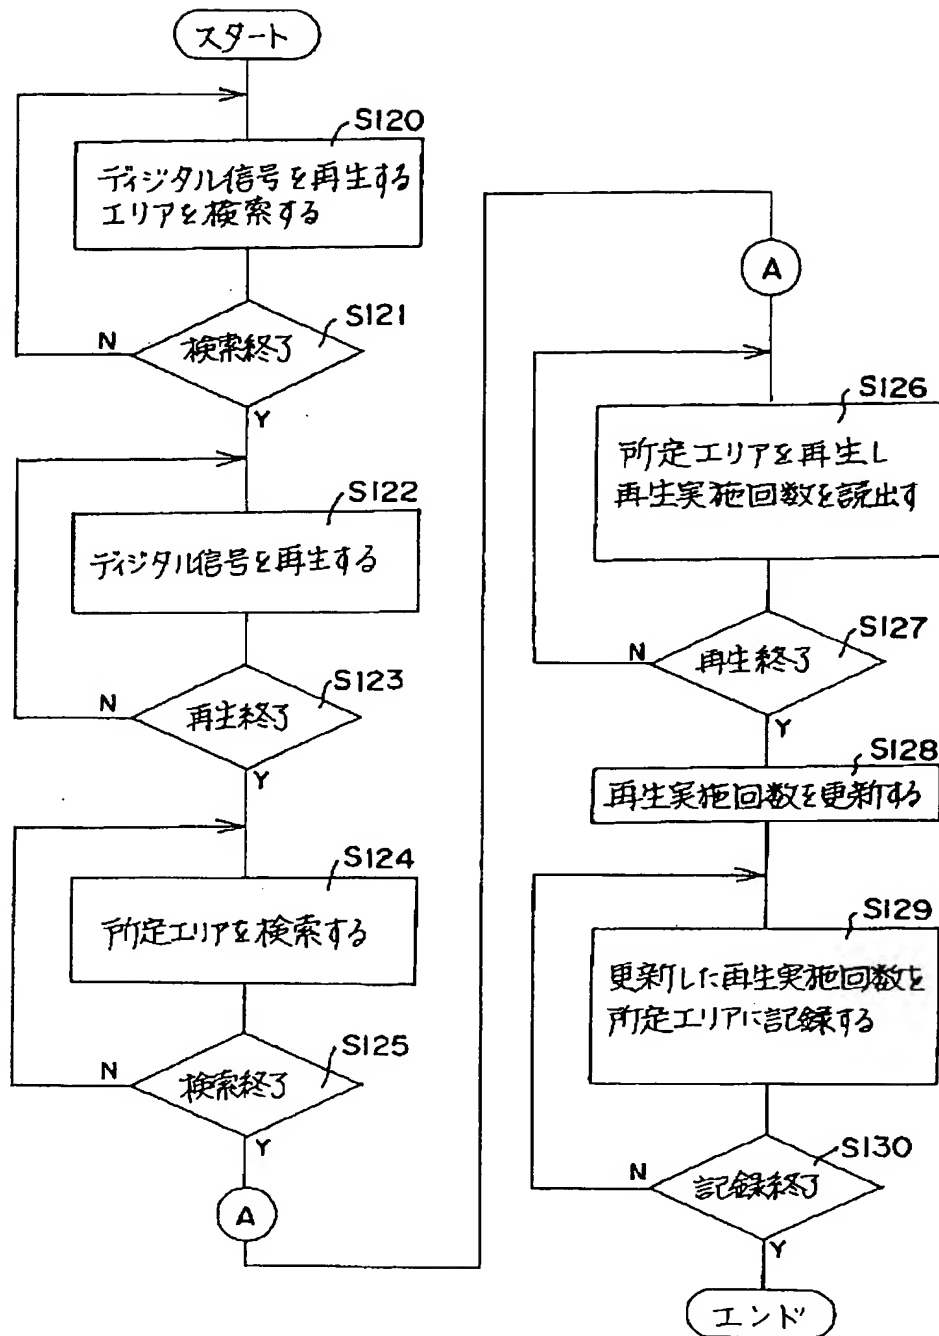 スタート
S120
ディジタル信号を再生する
エリアを検索する
S121
検索終了
N
Y
S122
ディジタル信号を再生する
S123
再生終了
N
Y
S124
所定エリアを検索する
S125
検索終了
N
Y
A
A
S126
所定エリアを再生し
再生実施回数を読出す
S127
再生終了
N
Y
S128
再生実施回数を更新する
S129
更新した再生実施回数を
所定エリアに記録する
S130
記録終了
N
Y
エンド